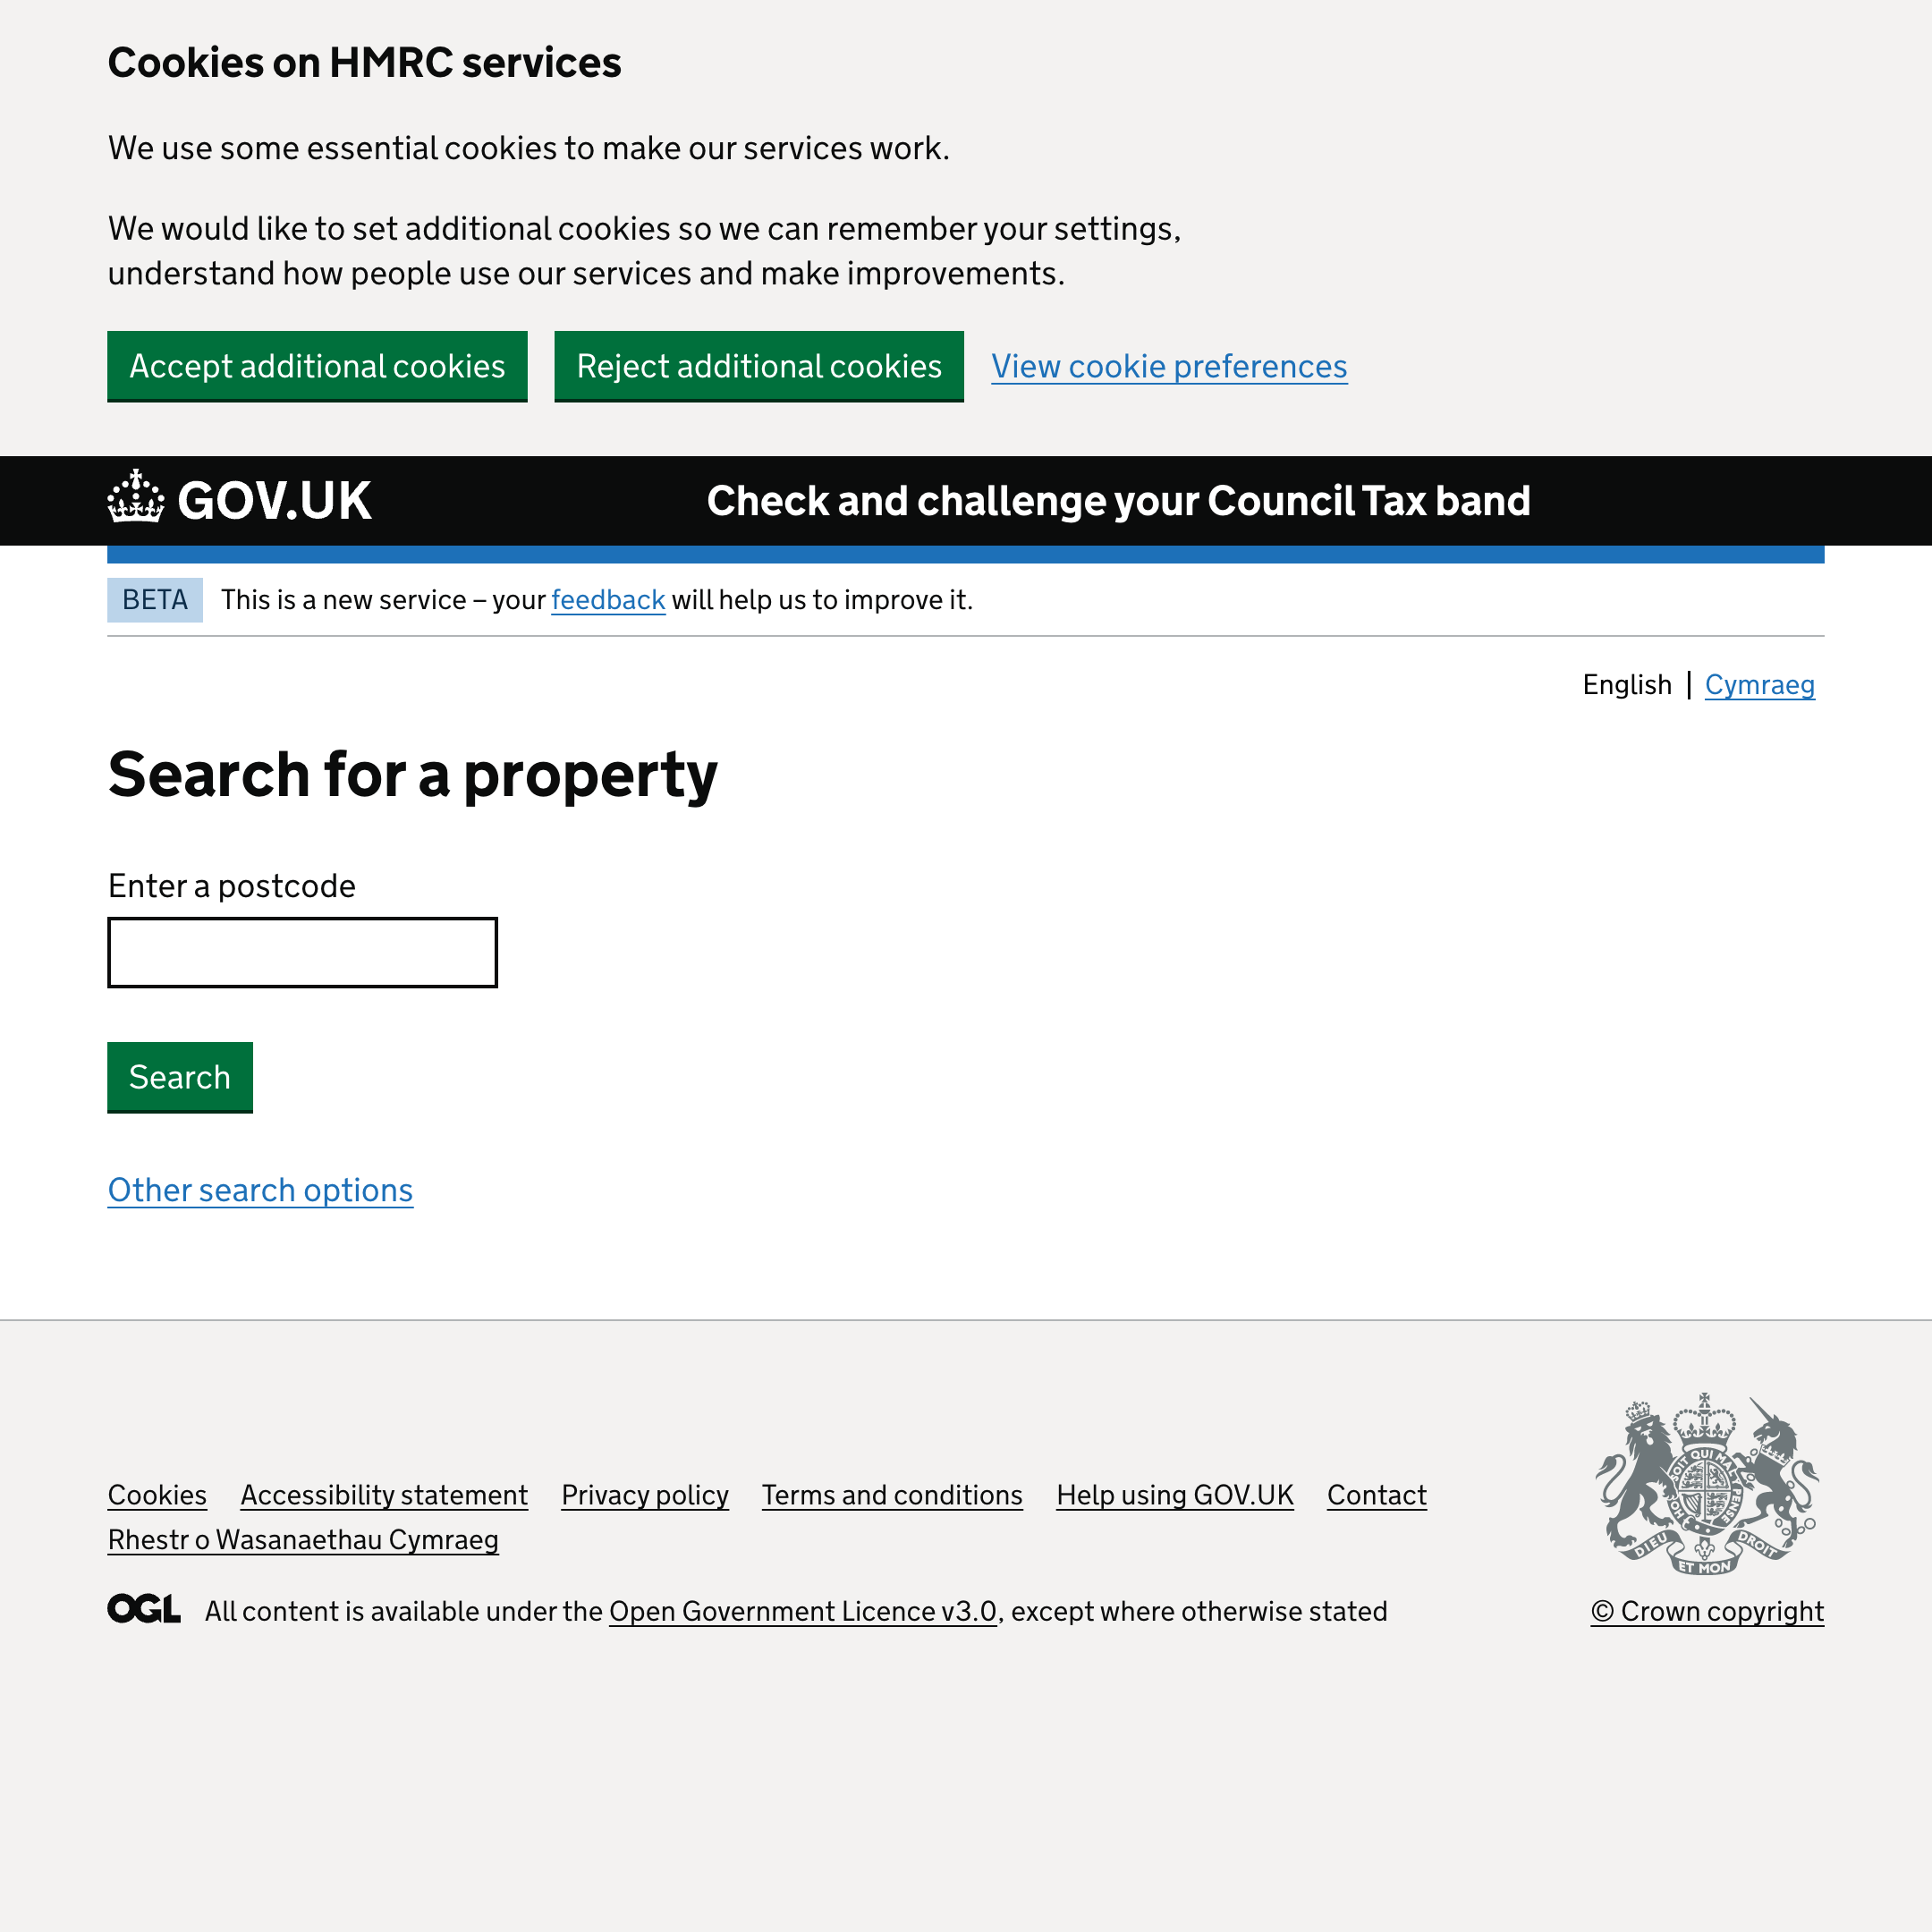 Cookies on HMRC services
We use some essential cookies to make our services work.
We would like to set additional cookies so we can remember your settings,
understand how people use our services and make improvements.
Accept additional cookies Reject additional cookies View cookie preferences
GOV.UK Check and challenge your Council Tax band
BETA This is a new service – your feedback will help us to improve it.
English | Cymraeg
Search for a property
Enter a postcode
Search
Other search options
Cookies Accessibility statement Privacy policy Terms and conditions Help using GOV.UK Contact
Rhestr o Wasanaethau Cymraeg
DIEU ET MON DROIT
OGL All content is available under the Open Government Licence v3.0, except where otherwise stated
© Crown copyright